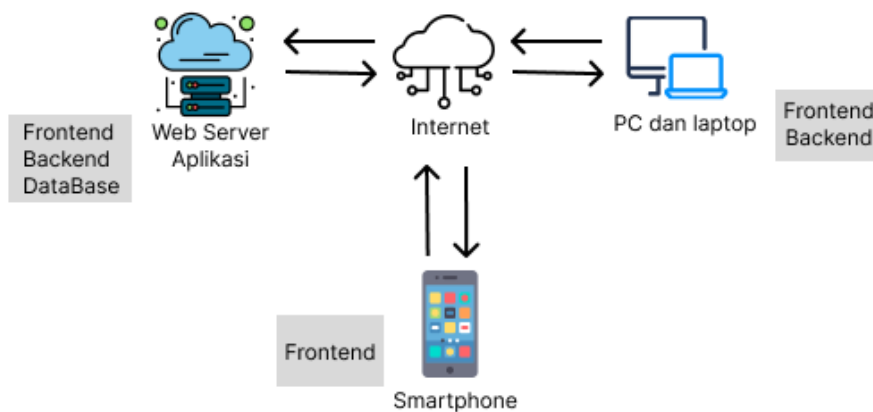 Frontend
Backend
DataBase
Web Server
Aplikasi
Internet
PC dan laptop
Frontend
Backend
Frontend
Smartphone